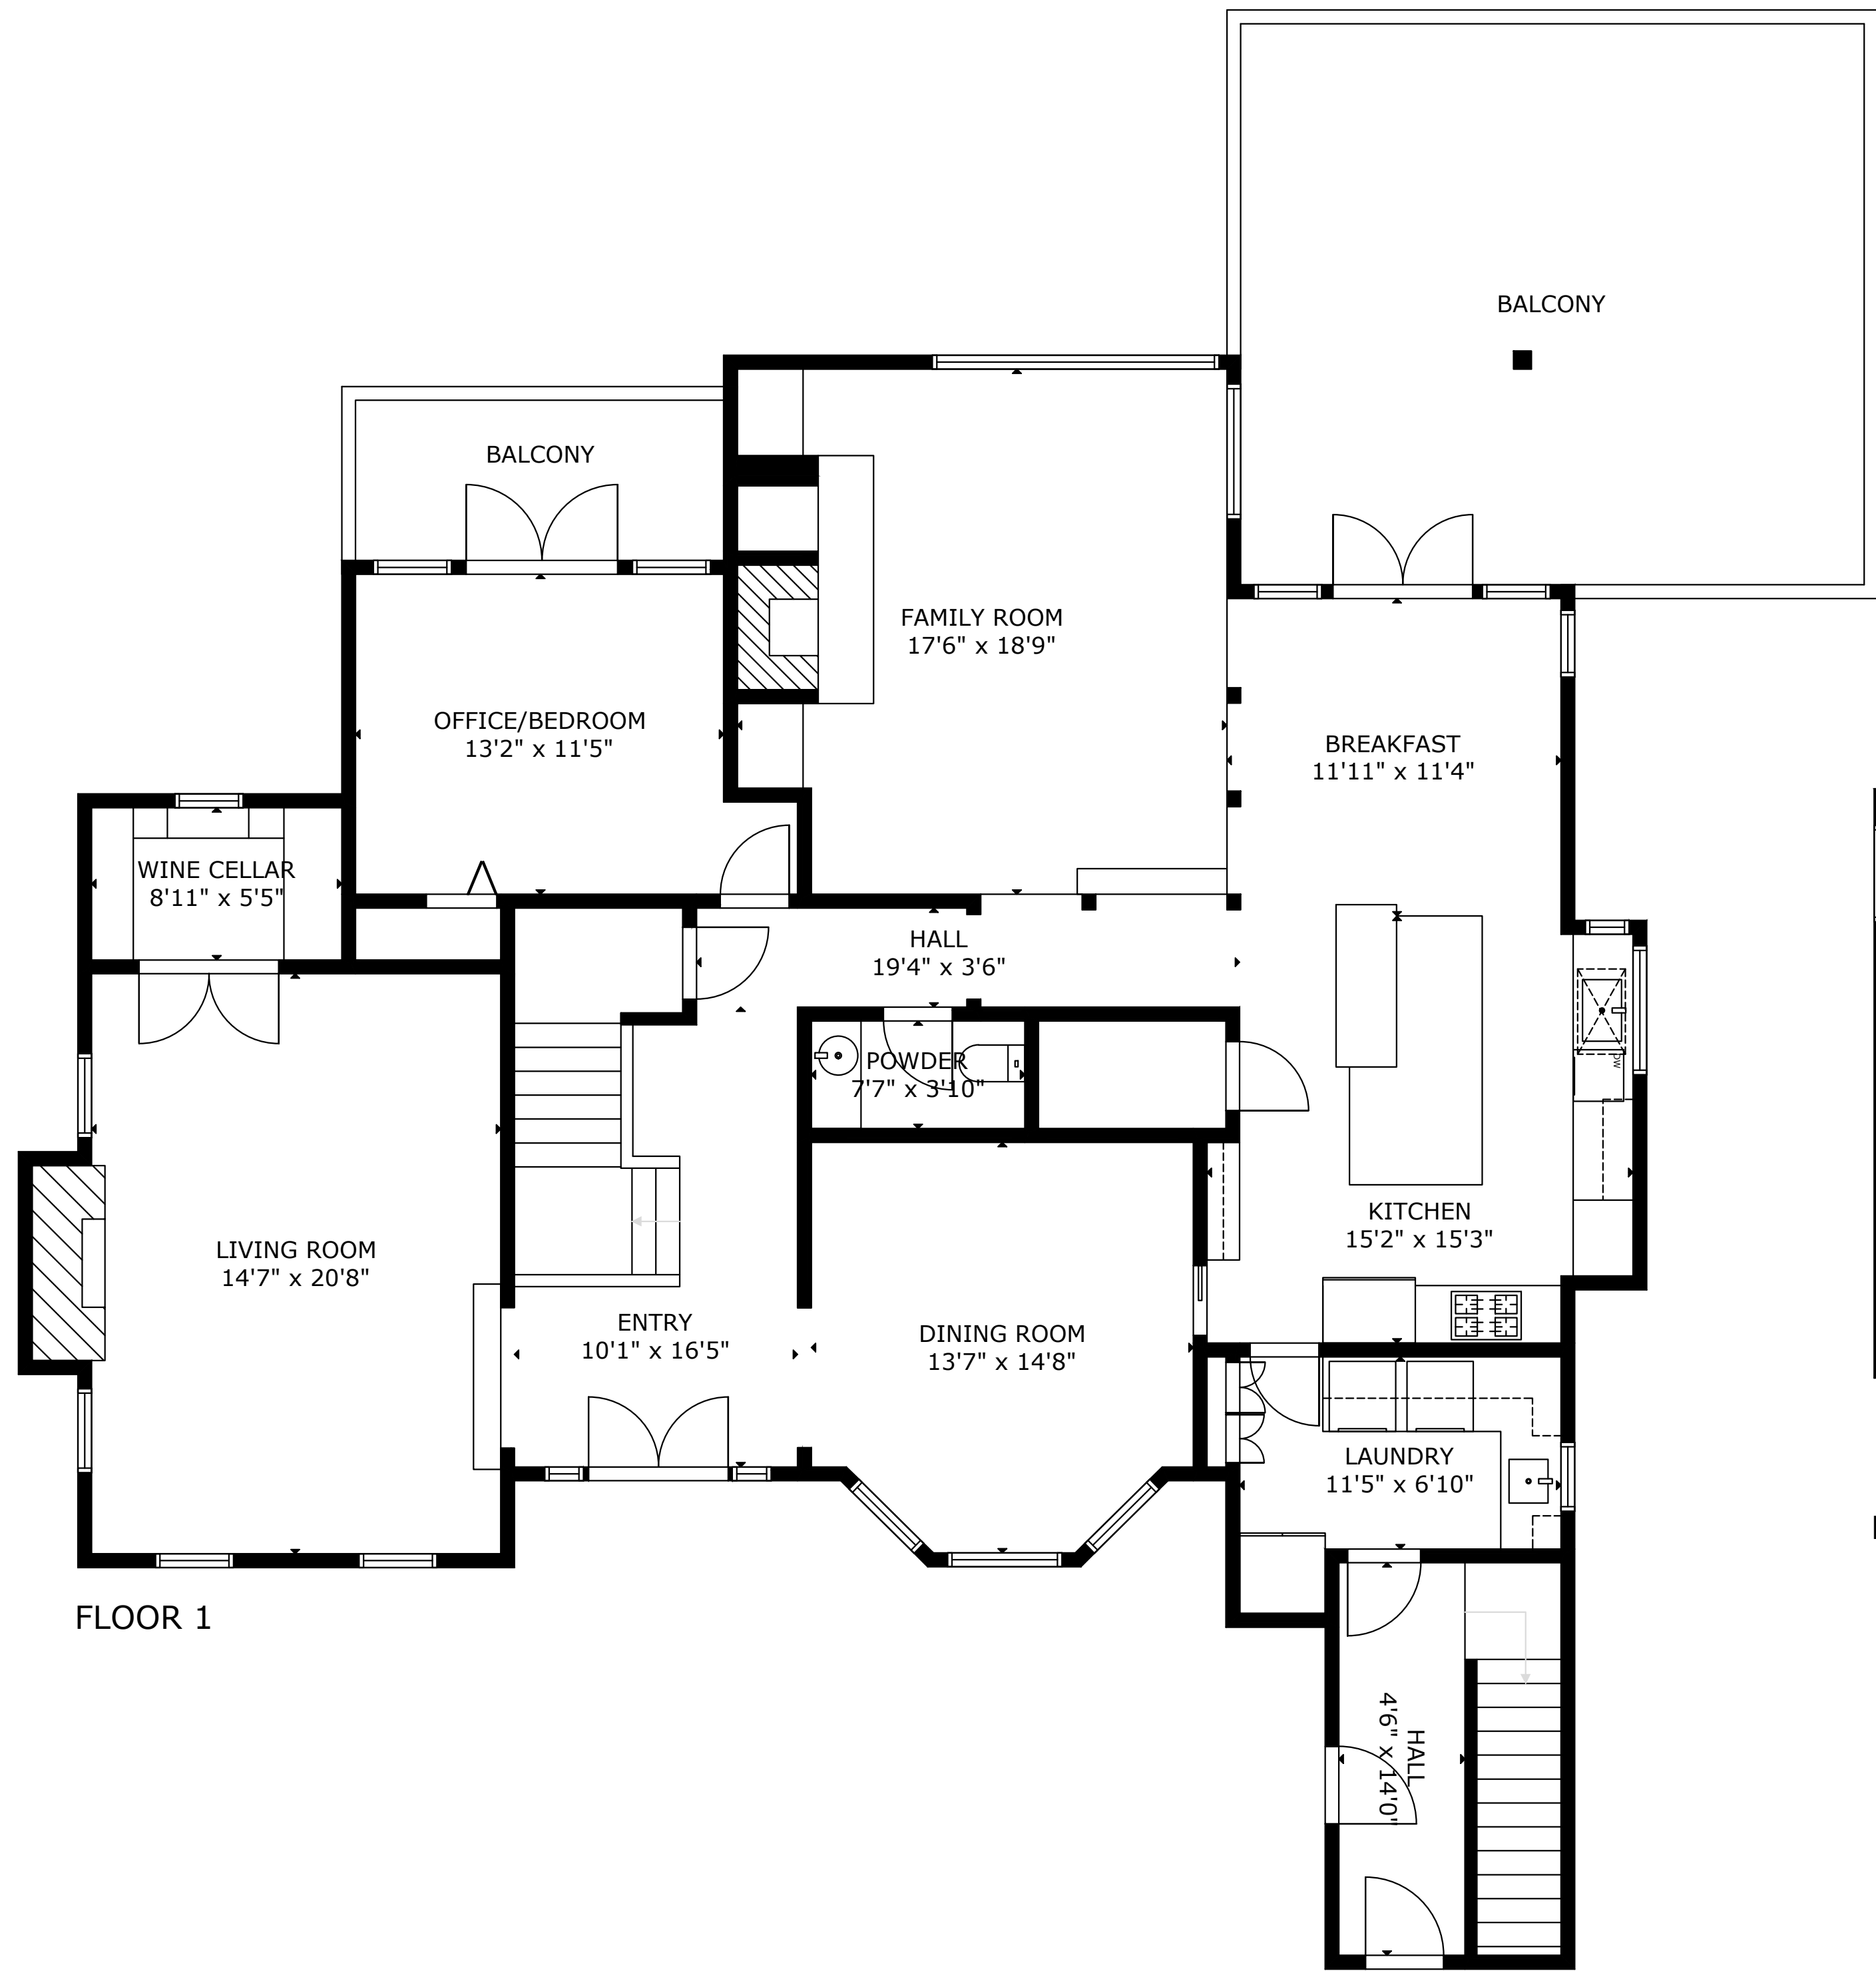 BALCONY
BALCONY
FAMILY ROOM
17'6" x 18'9"
OFFICE/BEDROOM
13'2" x 11'5"
BREAKFAST
11'11" x 11'4"
WINE CELLAR
8'11" x 5'5"
HALL
19'4" x 3'6"
POWDER
7'7" x 3'10"
DW
KITCHEN
15'2" x 15'3"
LIVING ROOM
14'7" x 20'8"
ENTRY
10'1" x 16'5"
DINING ROOM
13'7" x 14'8"
LAUNDRY
11'5" x 6'10"
FLOOR 1
HALL
4'6" x 14'0"